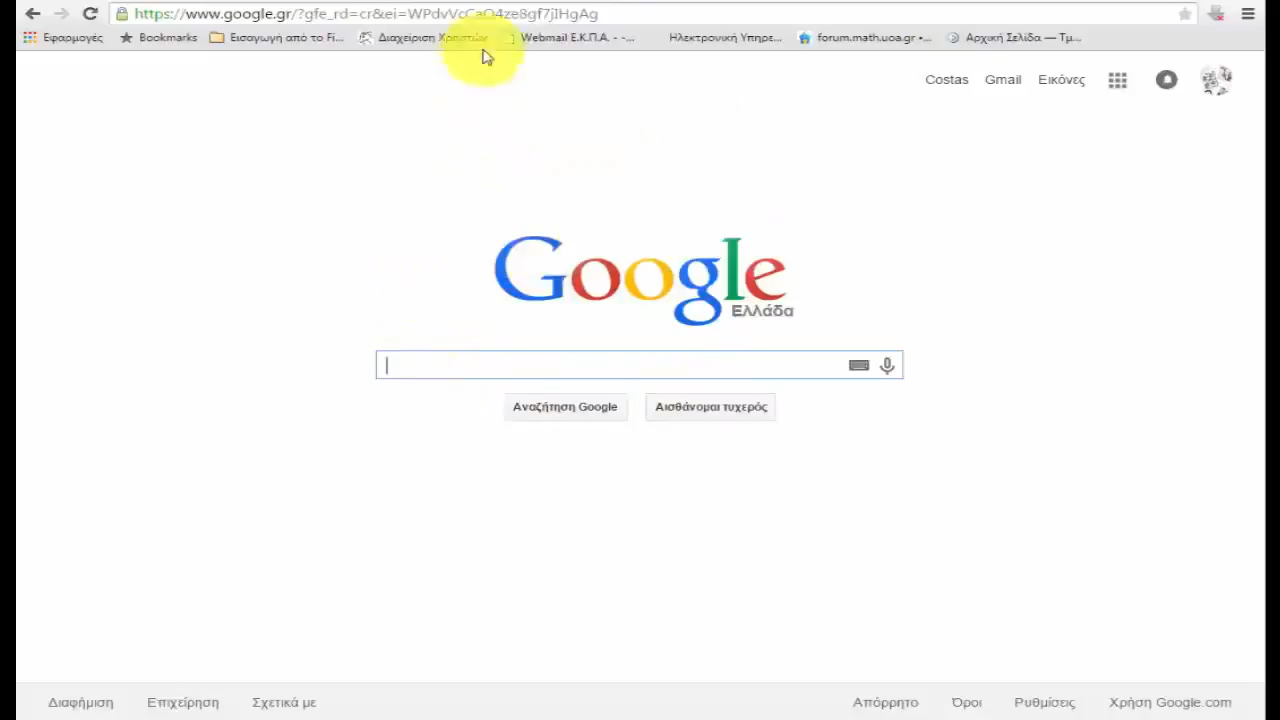 https://www.google.gr/?gfe_rd=cr&ei=WPdvVcCaO4ze8gf7jIHgAg
Εφαρμογές Bookmarks Εισαγωγή από το Fi... Διαχείριση Χρηστών Webmail Ε.Κ.Π.Α. - -... Ηλεκτρονική Υπηρε... forum.math.uoa.gr •... Αρχική Σελίδα — Τμ...
Costas Gmail Εικόνες
Google
Ελλάδα
Αναζήτηση Google Αισθάνομαι τυχερός
Διαφήμιση Επιχείρηση Σχετικά με Απόρρητο Όροι Ρυθμίσεις Χρήση Google.com